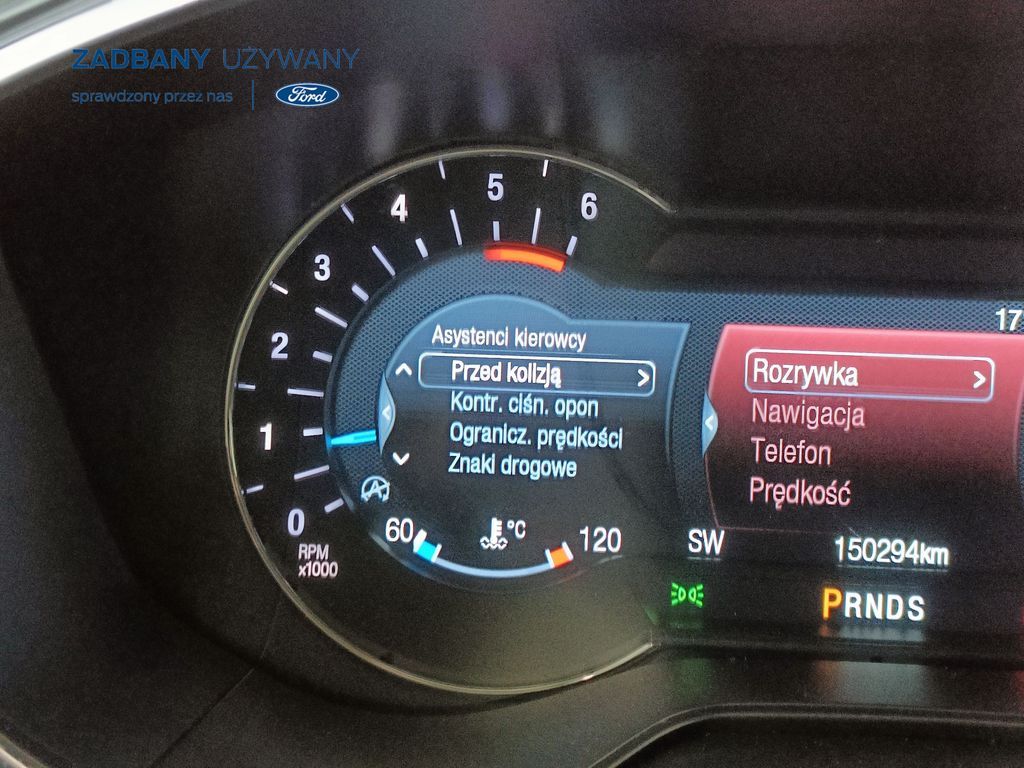 ZADBANY UŻYWANY
sprawdzony przez nas
Ford
0
1
2
3
4
5
6
RPM
x1000
Asystenci kierowcy
Przed kolizją
Kontr. ciśn. opon
Ogranicz. prędkości
Znaki drogowe
60
°C
120
17
Rozrywka
Nawigacja
Telefon
Prędkość
SW
150294km
PRNDS